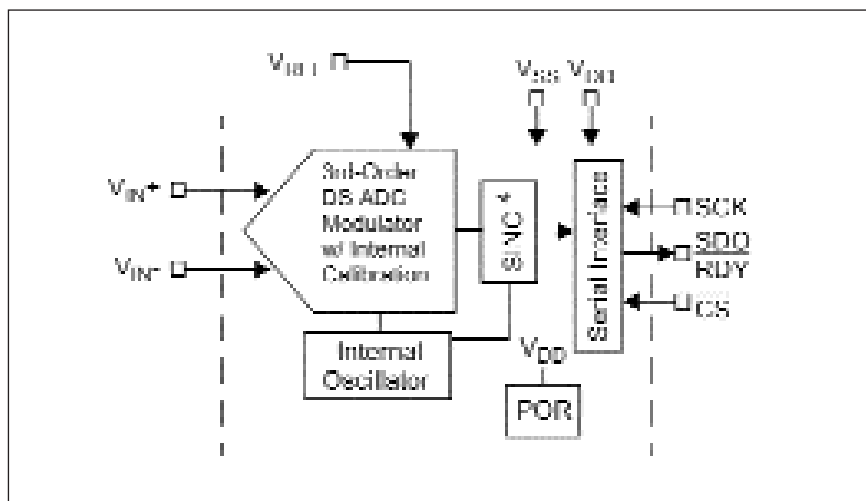 VREF
VSS VDD
VIN+
VIN-
3rd-Order
DS ADC
Modulator
w/ Internal
Calibration
SINC 4
Serial Interface
SCK
SDO
RDY
CS
Internal
Oscillator
VDD
POR